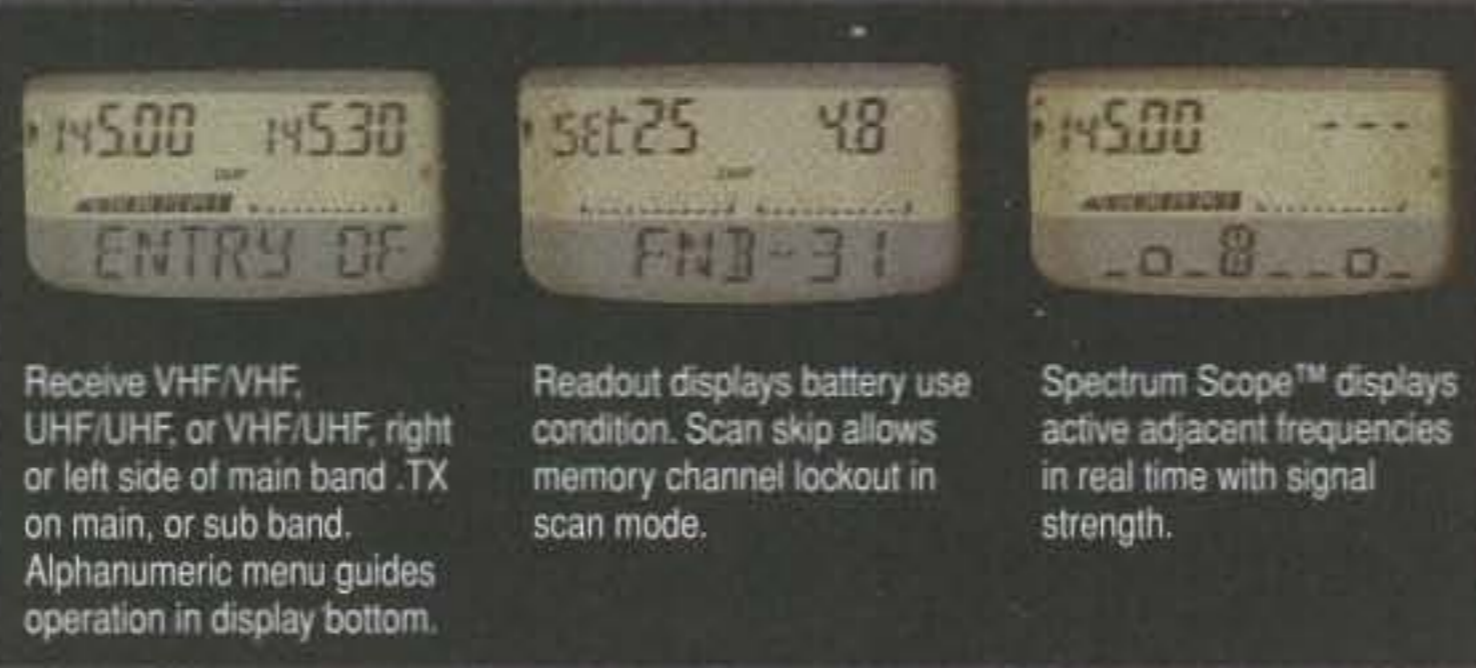 145.00 145.30
ENTRY OF
Receive VHF/VHF,
UHF/UHF, or VHF/UHF, right
or left side of main band .TX
on main, or sub band.
Alphanumeric menu guides
operation in display bottom.
SEt25 4.8
FNB-31
Readout displays battery use
condition. Scan skip allows
memory channel lockout in
scan mode.
145.00 ---
Spectrum Scope™ displays
active adjacent frequencies
in real time with signal
strength.